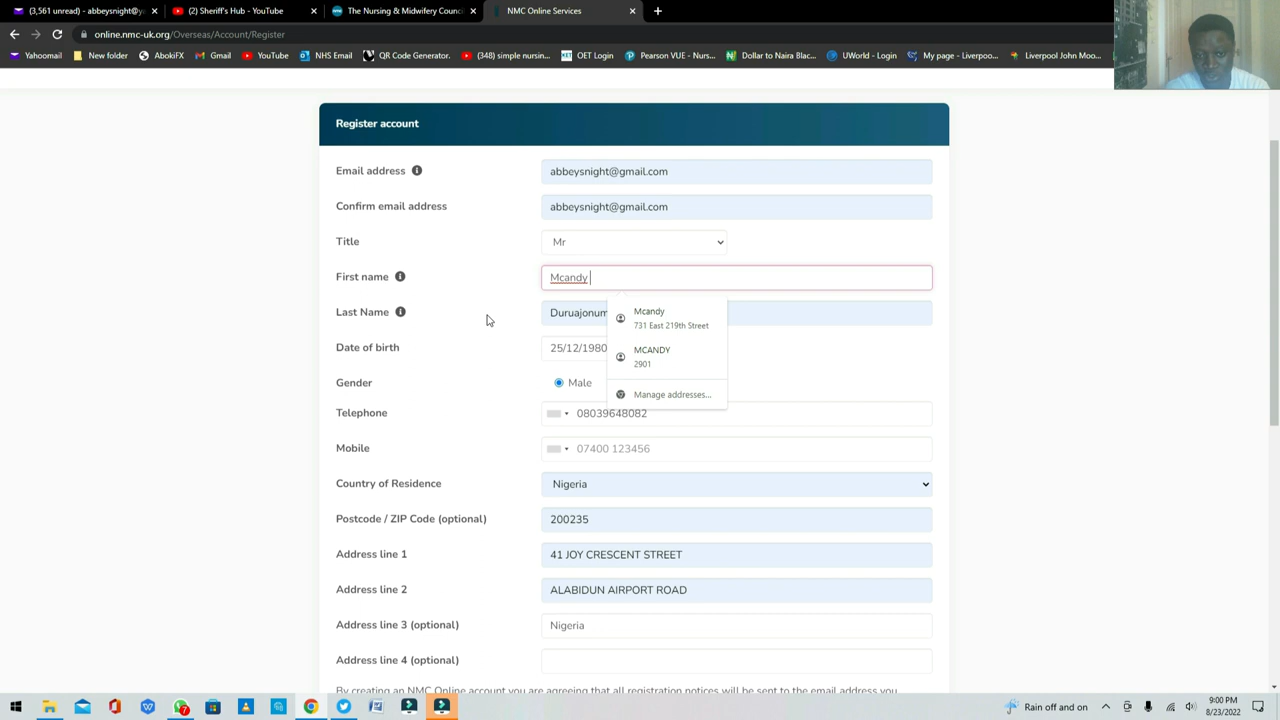 (3,561 unread) - abbeysnight@y
(2) Sheriff's Hub - YouTube
The Nursing & Midwifery Counci
NMC Online Services
online.nmc-uk.org/Overseas/Account/Register
Yahoomail
New folder
AbokiFX
Gmail
YouTube
NHS Email
QR Code Generator.
(348) simple nursin...
OET Login
Pearson VUE - Nurs...
Dollar to Naira Blac...
UWorld - Login
My page - Liverpoo...
Liverpool John Moo...
Register account
Email address abbeysnight@gmail.com
Confirm email address abbeysnight@gmail.com
Title Mr
First name Mcandy
Last Name Duruajonum
Mcandy
731 East 219th Street
Date of birth 25/12/1980
MCANDY
2901
Gender Male
Manage addresses...
Telephone 08039648082
Mobile 07400 123456
Country of Residence Nigeria
Postcode / ZIP Code (optional) 200235
Address line 1 41 JOY CRESCENT STREET
Address line 2 ALABIDUN AIRPORT ROAD
Address line 3 (optional) Nigeria
Address line 4 (optional)
By creating an NMC Online account you are agreeing that all registration notices will be sent to the email address you
7
Rain off and on
9:00 PM
8/23/2022